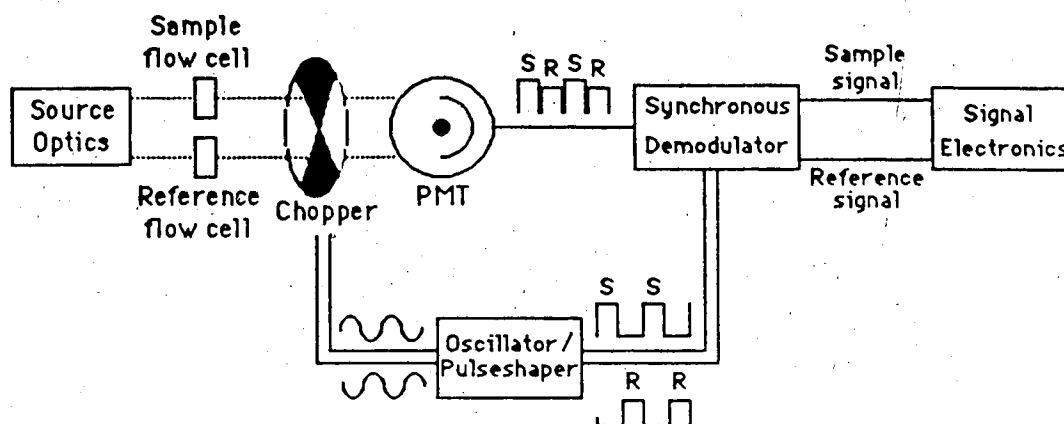 Sample
flow cell
Source
Optics
Reference
flow cell
Chopper
PMT
S R S R
Synchronous
Demodulator
Sample
signal
Reference
signal
Signal
Electronics
S S
Oscillator/
Pulseshaper
R R